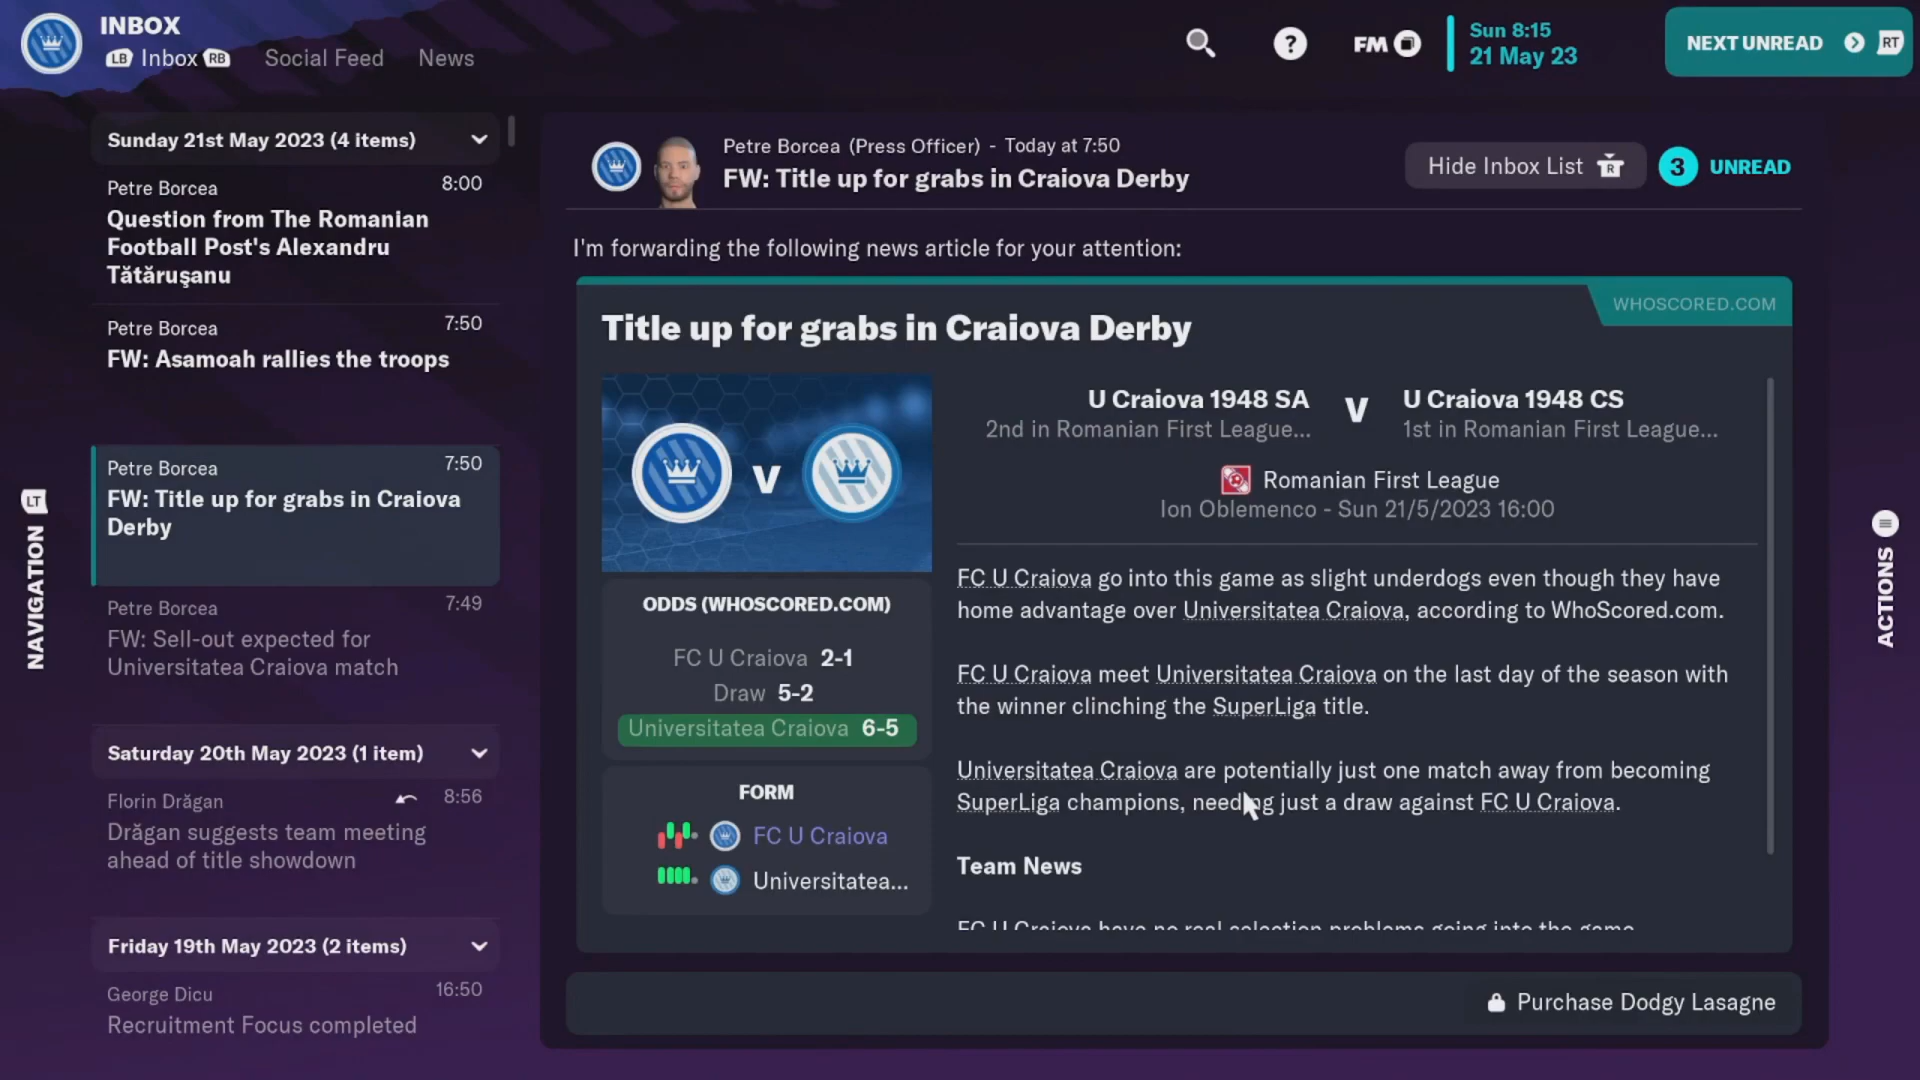 INBOX
LB Inbox RB Social Feed News
?
FM
Sun 8:15
21 May 23
NEXT UNREAD RT
Sunday 21st May 2023 (4 items)
Petre Borcea 8:00
Question from The Romanian
Football Post's Alexandru
Tătăruşanu
Petre Borcea 7:50
FW: Asamoah rallies the troops
Petre Borcea 7:50
FW: Title up for grabs in Craiova
Derby
Petre Borcea 7:49
FW: Sell-out expected for
Universitatea Craiova match
Saturday 20th May 2023 (1 item)
Florin Drăgan 8:56
Drăgan suggests team meeting
ahead of title showdown
Friday 19th May 2023 (2 items)
George Dicu 16:50
Recruitment Focus completed
LT
NAVIGATION
Petre Borcea (Press Officer) - Today at 7:50
FW: Title up for grabs in Craiova Derby
Hide Inbox List R
3 UNREAD
I'm forwarding the following news article for your attention:
WHOSCORED.COM
Title up for grabs in Craiova Derby
V
U Craiova 1948 SA V U Craiova 1948 CS
2nd in Romanian First League... 1st in Romanian First League...
Romanian First League
Ion Oblemenco - Sun 21/5/2023 16:00
ODDS (WHOSCORED.COM)
FC U Craiova 2-1
Draw 5-2
Universitatea Craiova 6-5
FORM
FC U Craiova
Universitatea...
FC U Craiova go into this game as slight underdogs even though they have
home advantage over Universitatea Craiova, according to WhoScored.com.
FC U Craiova meet Universitatea Craiova on the last day of the season with
the winner clinching the SuperLiga title.
Universitatea Craiova are potentially just one match away from becoming
SuperLiga champions, needing just a draw against FC U Craiova.
Team News
FC U Craiova have no real selection problems going into the game.
Purchase Dodgy Lasagne
ACTIONS